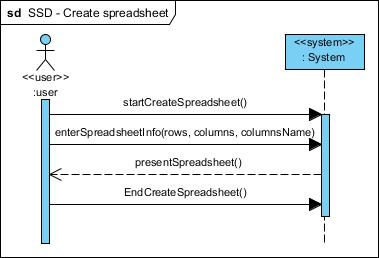 sd SSD - Create spreadsheet
<<user>>
:user
<<system>>
: System
startCreateSpreadsheet()
enterSpreadsheetInfo(rows, columns, columnsName)
presentSpreadsheet()
EndCreateSpreadsheet()